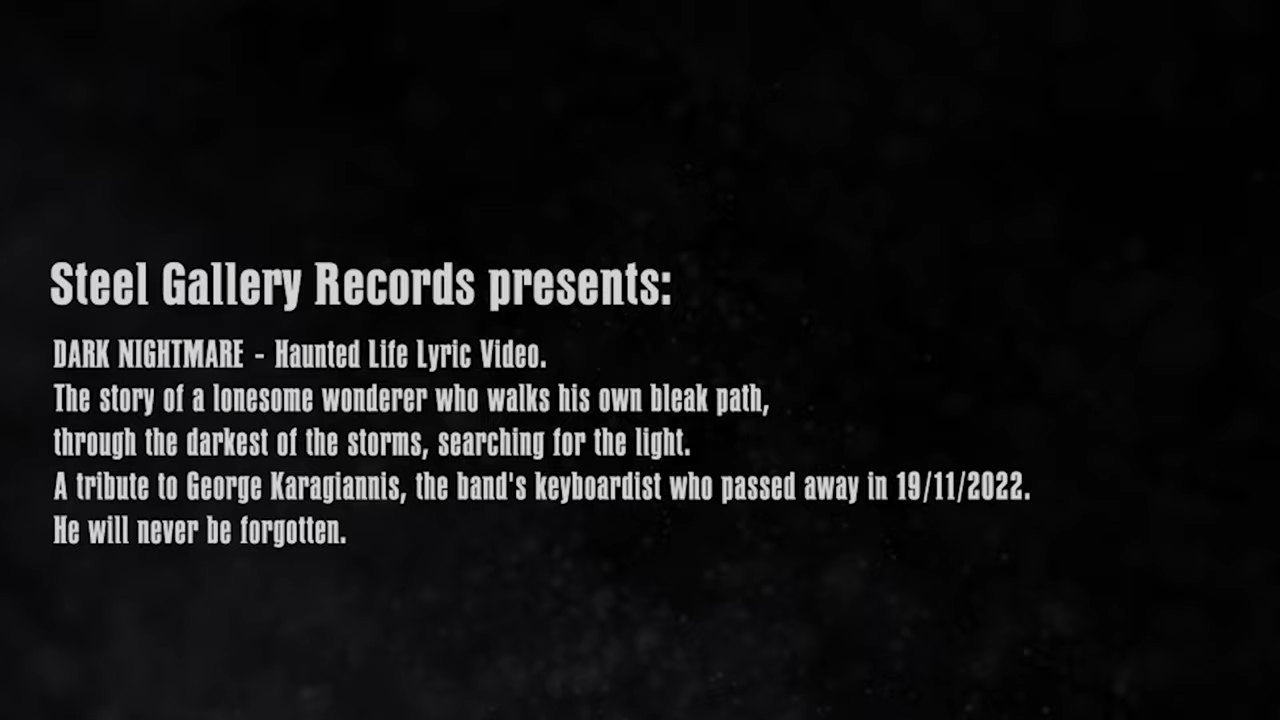 Steel Gallery Records presents:
DARK NIGHTMARE - Haunted Life Lyric Video.
The story of a lonesome wonderer who walks his own bleak path,
through the darkest of the storms, searching for the light.
A tribute to George Karagiannis, the band's keyboardist who passed away in 19/11/2022.
He will never be forgotten.